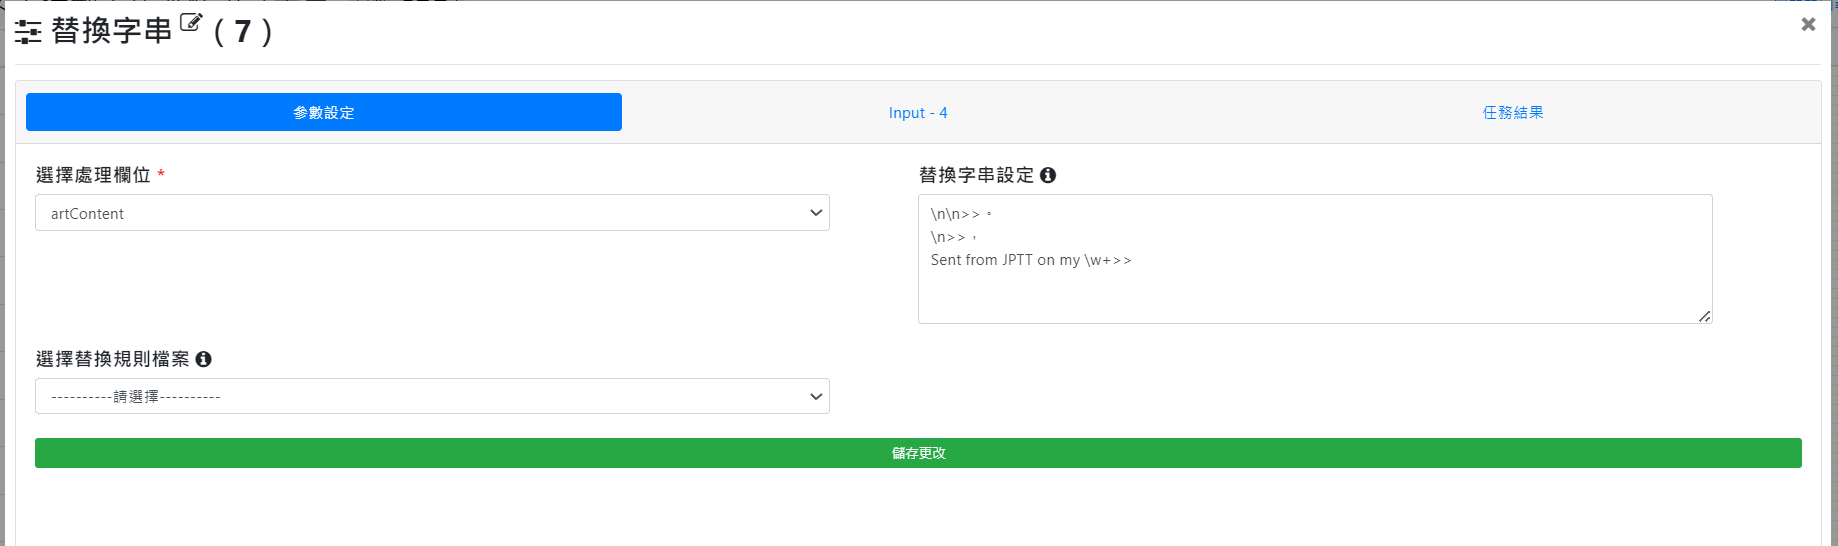 替換字串 ( 7 )
參數設定
Input - 4
任務結果
選擇處理欄位 *
artContent
替換字串設定
\n\n>>。
\n>>，
Sent from JPTT on my \w+>>
選擇替換規則檔案
----------請選擇----------
儲存更改